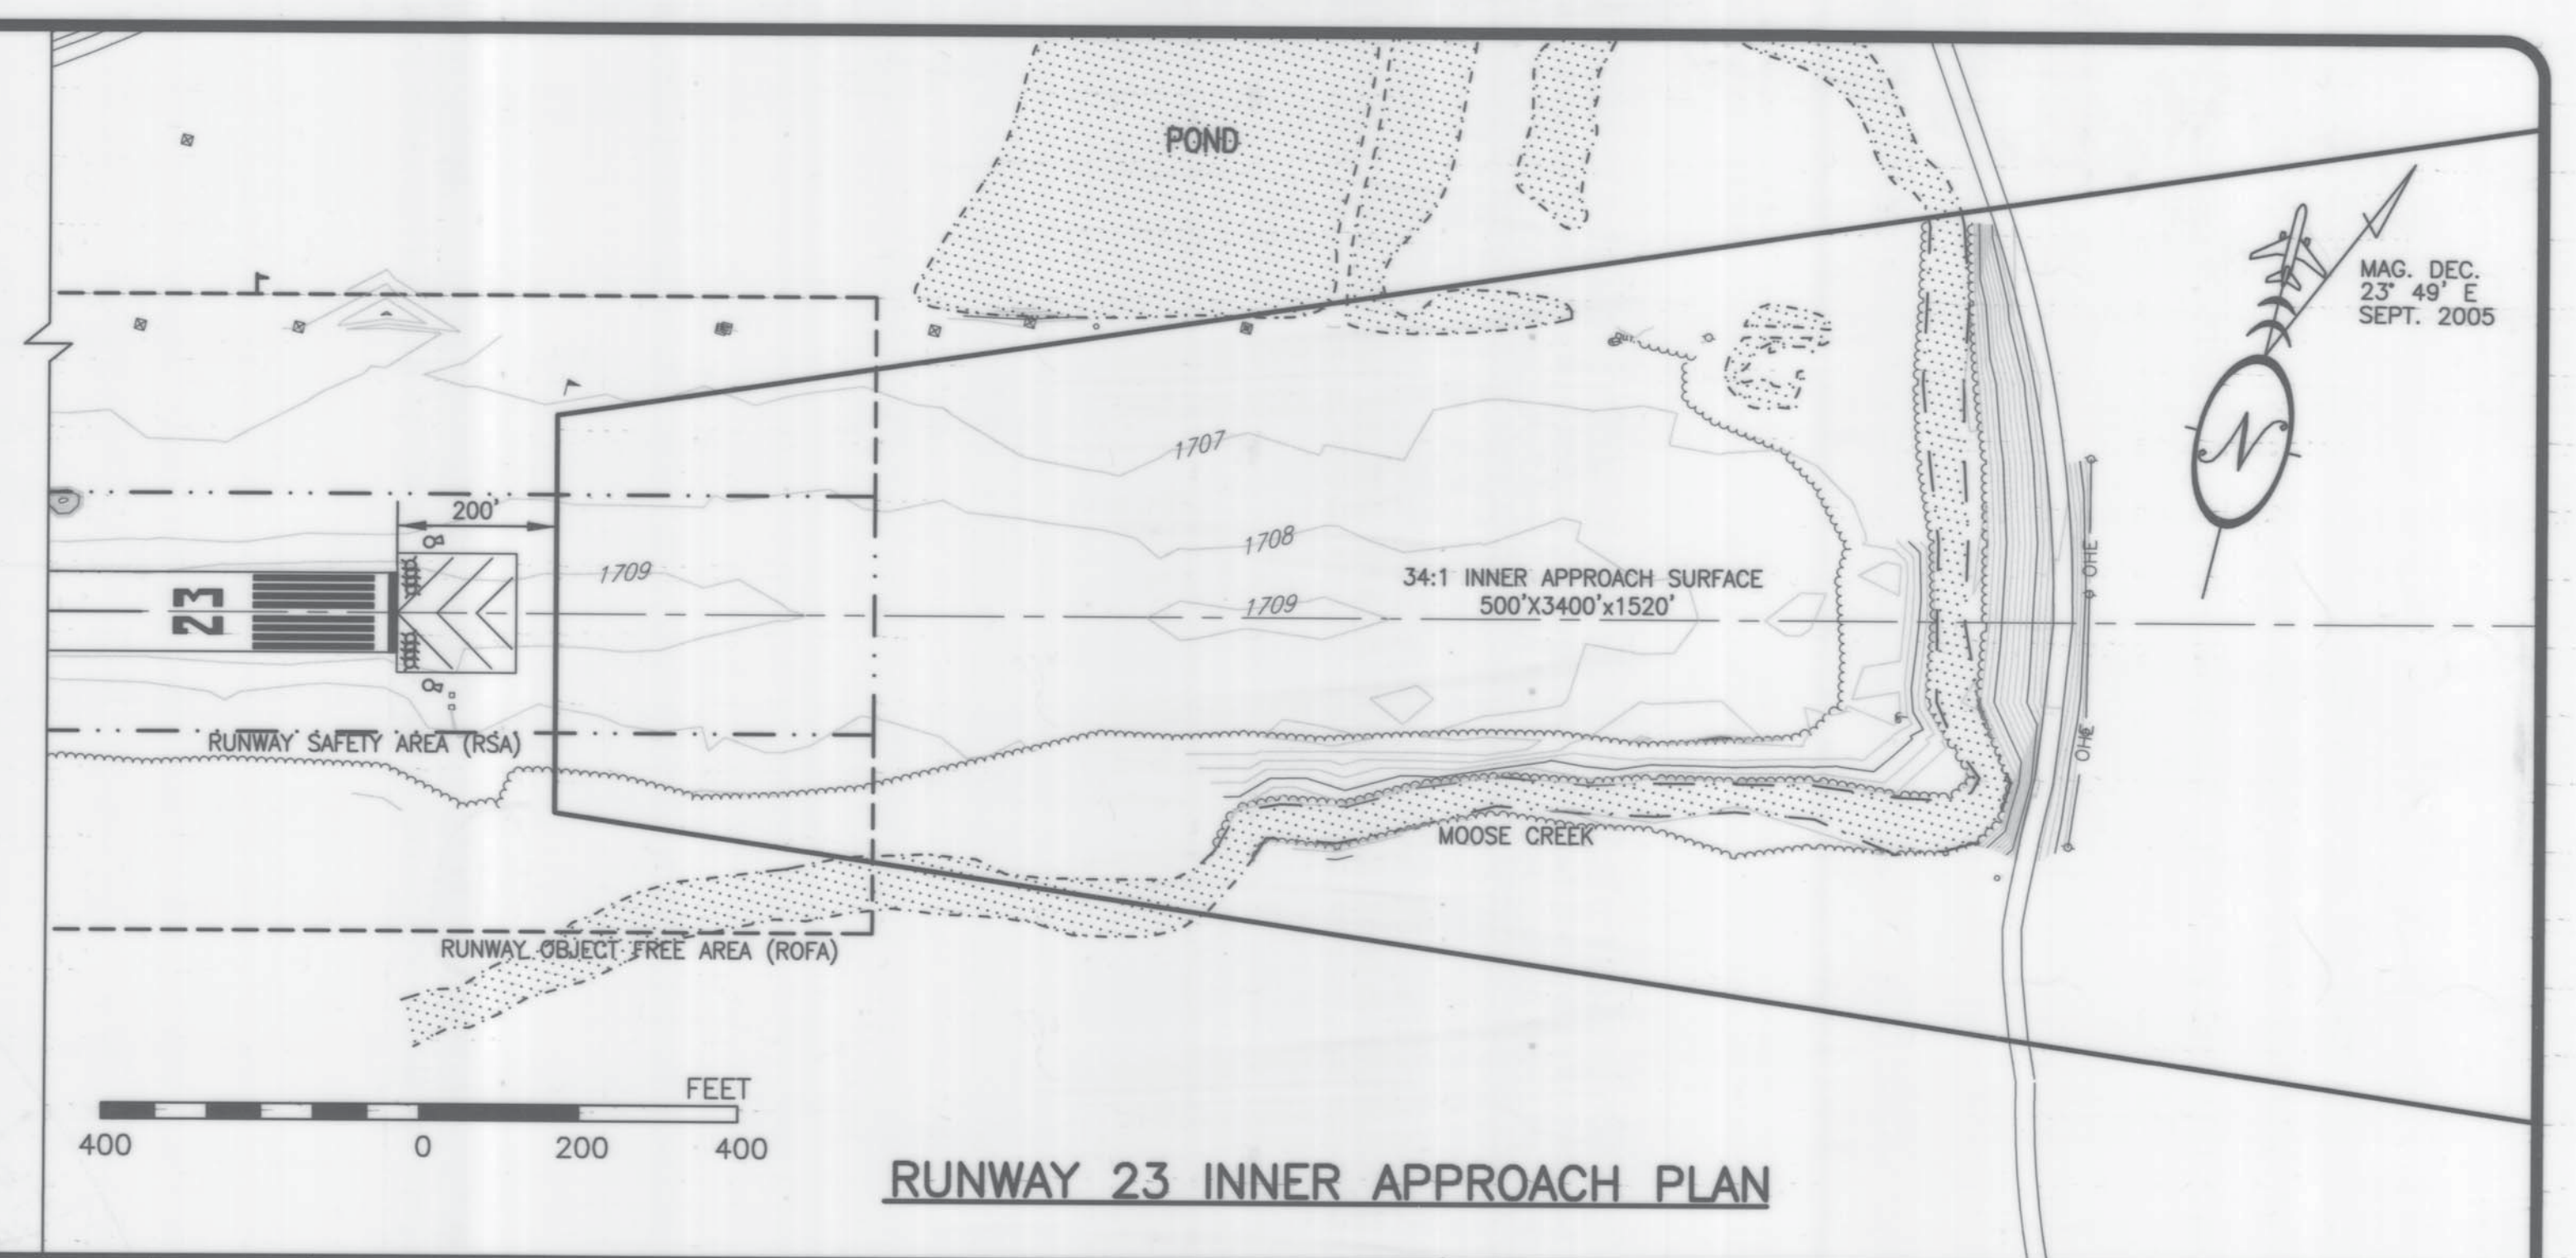 POND
MAG. DEC.
23° 49' E
SEPT. 2005
N
1707
200'
1708
1709
34:1 INNER APPROACH SURFACE
500'X3400'x1520'
1709
23
OHE
OHE
RUNWAY SAFETY AREA (RSA)
MOOSE CREEK
RUNWAY OBJECT FREE AREA (ROFA)
FEET
400 0 200 400
RUNWAY 23 INNER APPROACH PLAN